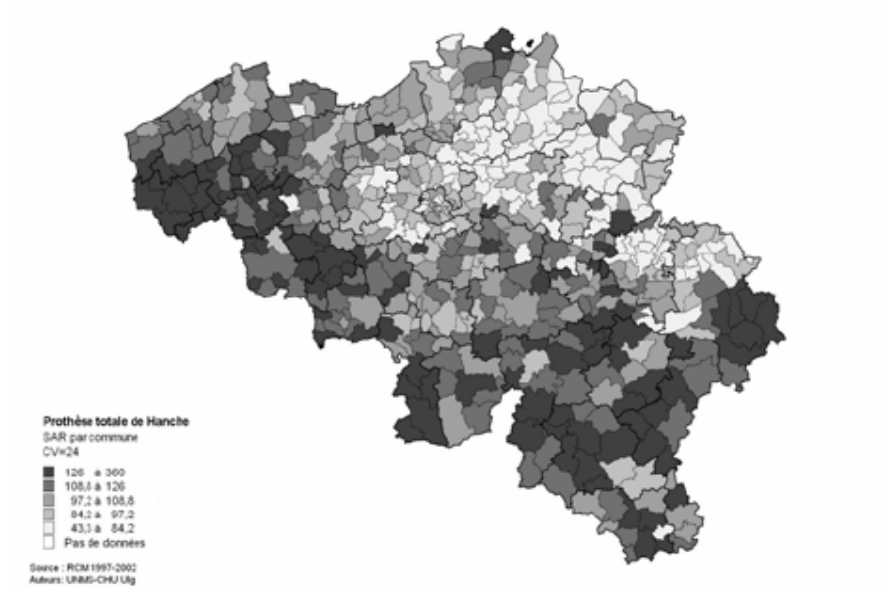 Prothèse totale de Hanche
SAR par commune
CV=24
126 à 360
108,8 à 126
97,2 à 108,8
84,2 à 97,2
43,3 à 84,2
Pas de données
Source : RCM 1997-2002
Auteurs: UNMS-CHU Ulg